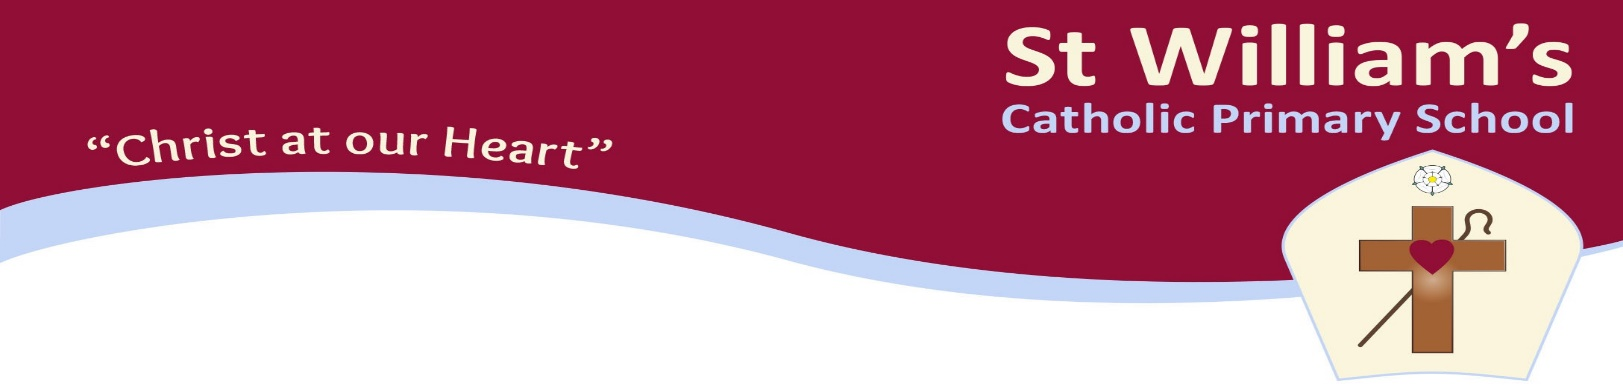 St William’s
Catholic Primary School
“Christ at our Heart”